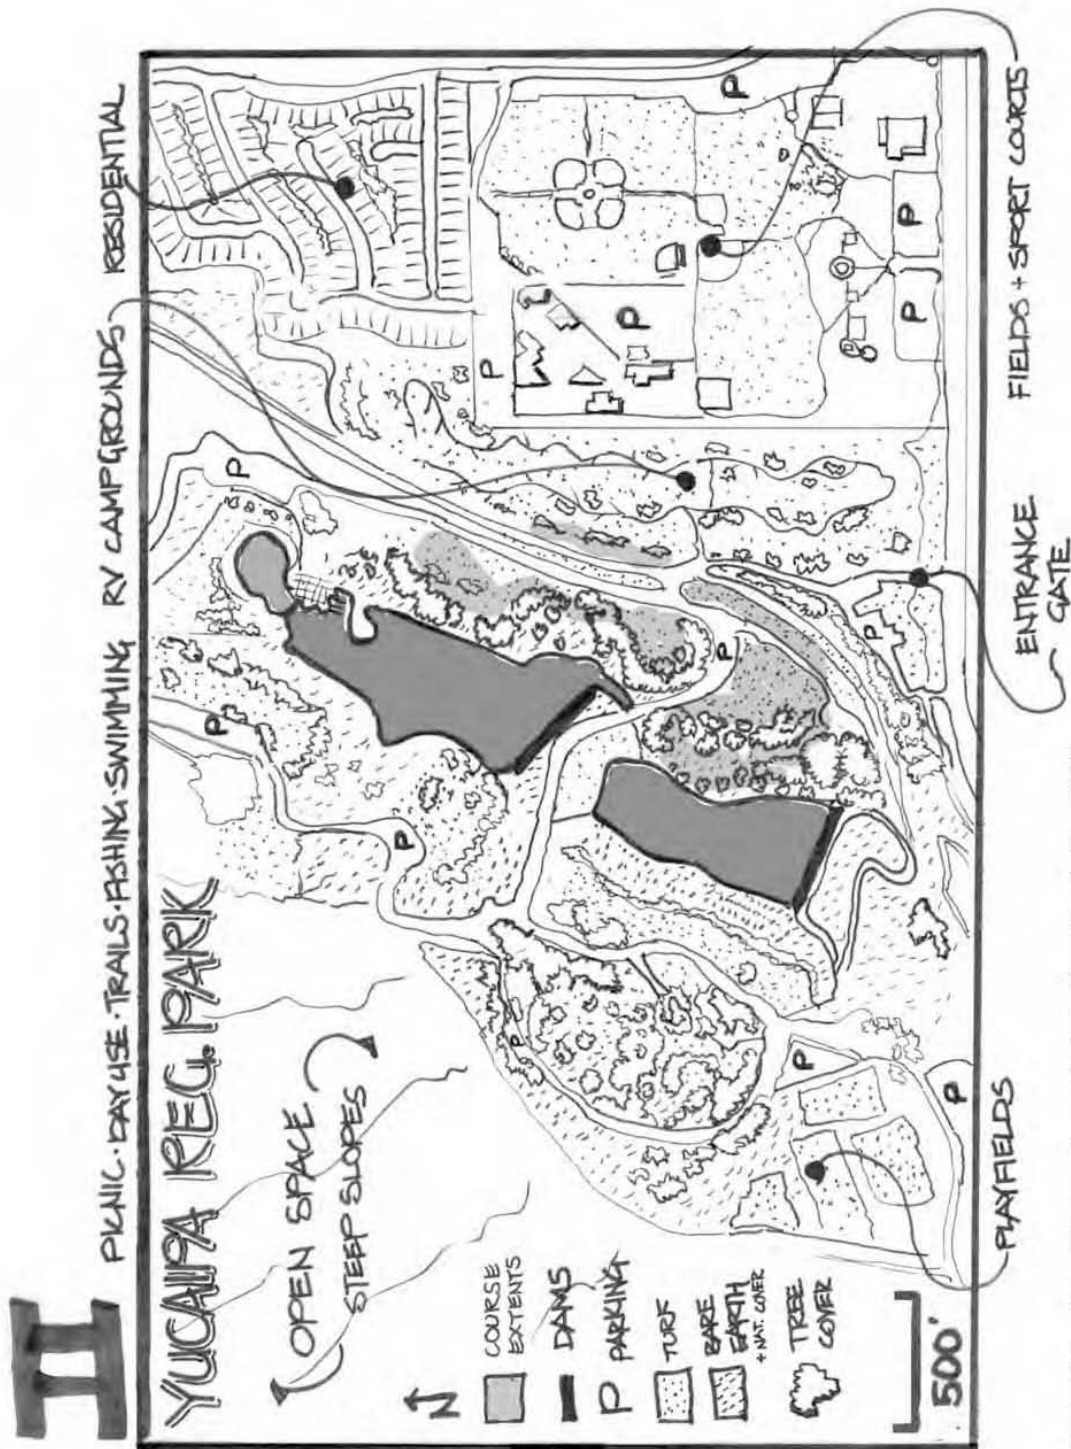 II
PICNIC · DAY USE · TRAILS · FISHING · SWIMMING
RV CAMPGROUNDS
RESIDENTIAL
YUCAIPA REG. PARK
OPEN SPACE
STEEP SLOPES
N
COURSE
EXTENTS
DAMS
P PARKING
TURF
BARE
EARTH
+ NAT. COVER
TREE
COVER
500'
P
P
P
P
P
P
P
P
P
P
P
P
P
P
PLAYFIELDS
ENTRANCE
GATE
FIELDS + SPORT COURTS